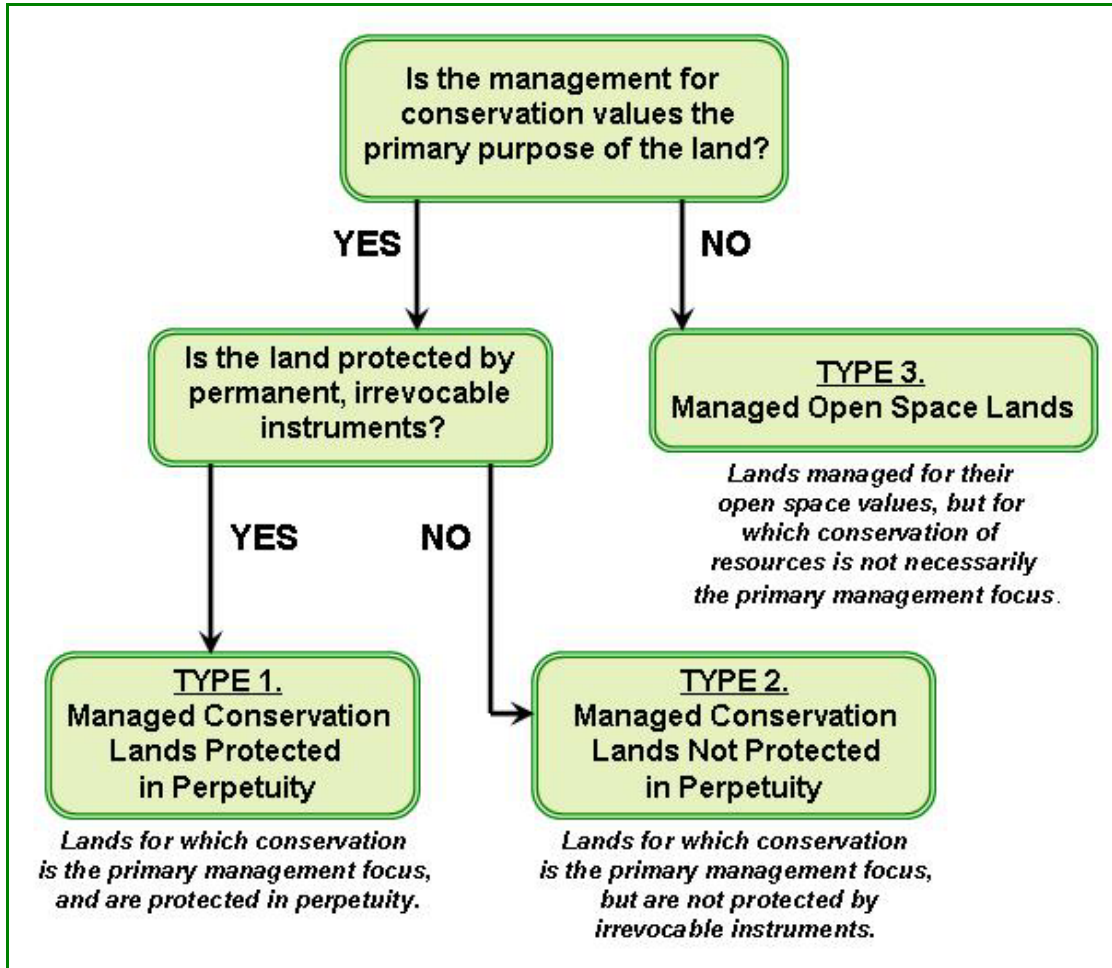 Is the management for
conservation values the
primary purpose of the land?
YES
NO
Is the land protected by
permanent, irrevocable
instruments?
TYPE 3.
Managed Open Space Lands
Lands managed for their
open space values, but for
which conservation of
resources is not necessarily
the primary management focus.
YES
NO
TYPE 1.
Managed Conservation
Lands Protected
in Perpetuity
Lands for which conservation
is the primary management focus,
and are protected in perpetuity.
TYPE 2.
Managed Conservation
Lands Not Protected
in Perpetuity
Lands for which conservation
is the primary management focus,
but are not protected by
irrevocable instruments.